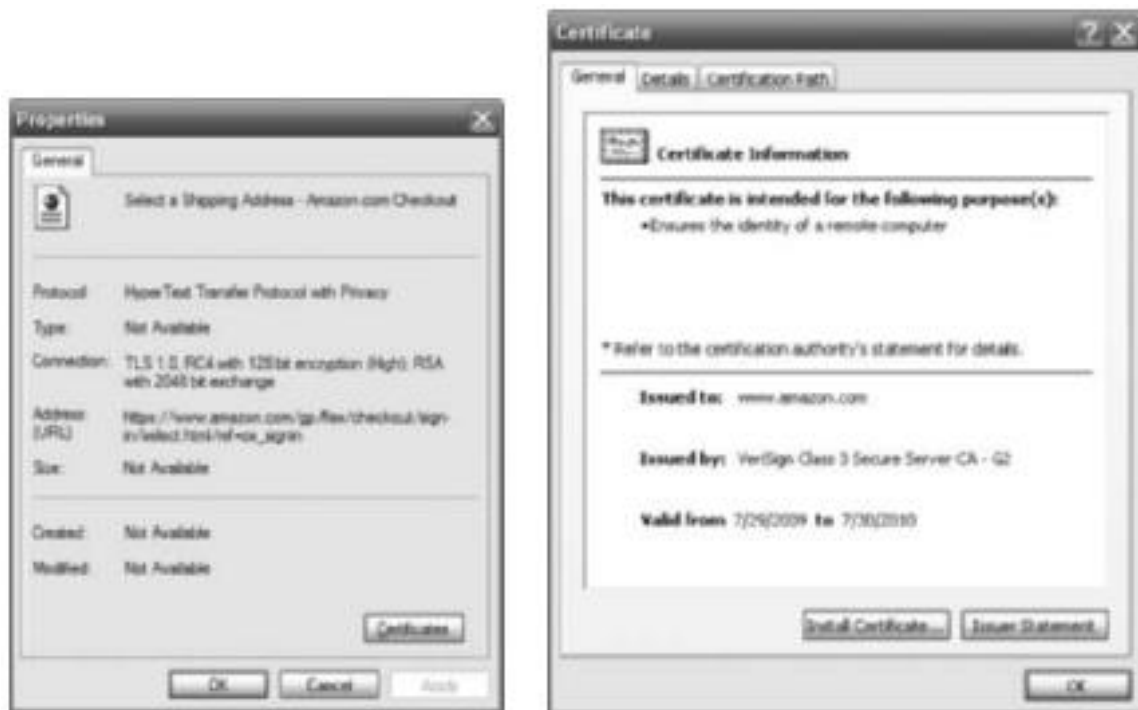 Properties
General
Select a Shipping Address - Amazon.com Checkout
Protocol: HyperText Transfer Protocol with Privacy
Type: Not Available
Connection: TLS 1.0, RC4 with 128 bit encryption (High); RSA
with 2048 bit exchange
Address: https://www.amazon.com/gp/flex/checkout/sign-
(URL) in/select.html/ref=ox_signin
Size: Not Available
Created: Not Available
Modified: Not Available
Certificates
OK Cancel Apply
Certificate
General Details Certification Path
Certificate Information
This certificate is intended for the following purpose(s):
•Ensures the identity of a remote computer
* Refer to the certification authority's statement for details.
Issued to: www.amazon.com
Issued by: VeriSign Class 3 Secure Server CA - G2
Valid from 7/29/2009 to 7/30/2010
Install Certificate... Issuer Statement
OK